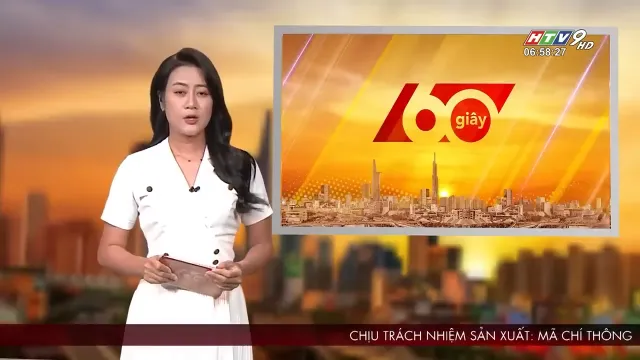 HTV9 HD
06:58:27
60 giây
CHỊU TRÁCH NHIỆM SẢN XUẤT: MÃ CHÍ THÔNG